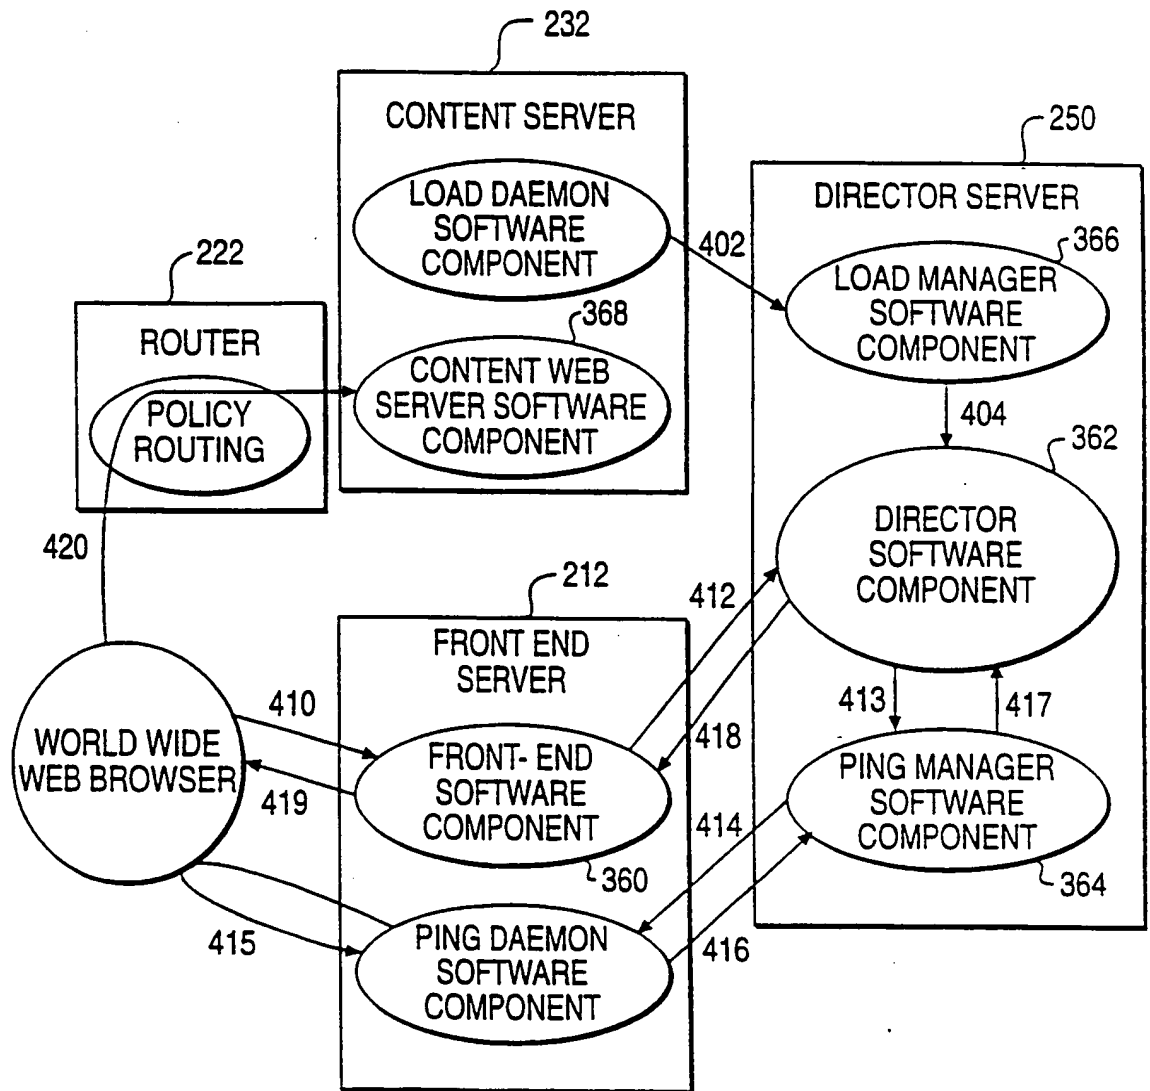 232
CONTENT SERVER
LOAD DAEMON
SOFTWARE
COMPONENT
402
368
CONTENT WEB
SERVER SOFTWARE
COMPONENT
250
DIRECTOR SERVER
366
LOAD MANAGER
SOFTWARE
COMPONENT
404
362
DIRECTOR
SOFTWARE
COMPONENT
413
417
PING MANAGER
SOFTWARE
COMPONENT
364
222
ROUTER
POLICY
ROUTING
420
212
FRONT END
SERVER
412
418
410
WORLD WIDE
WEB BROWSER
419
FRONT- END
SOFTWARE
COMPONENT
360
414
415
PING DAEMON
SOFTWARE
COMPONENT
416